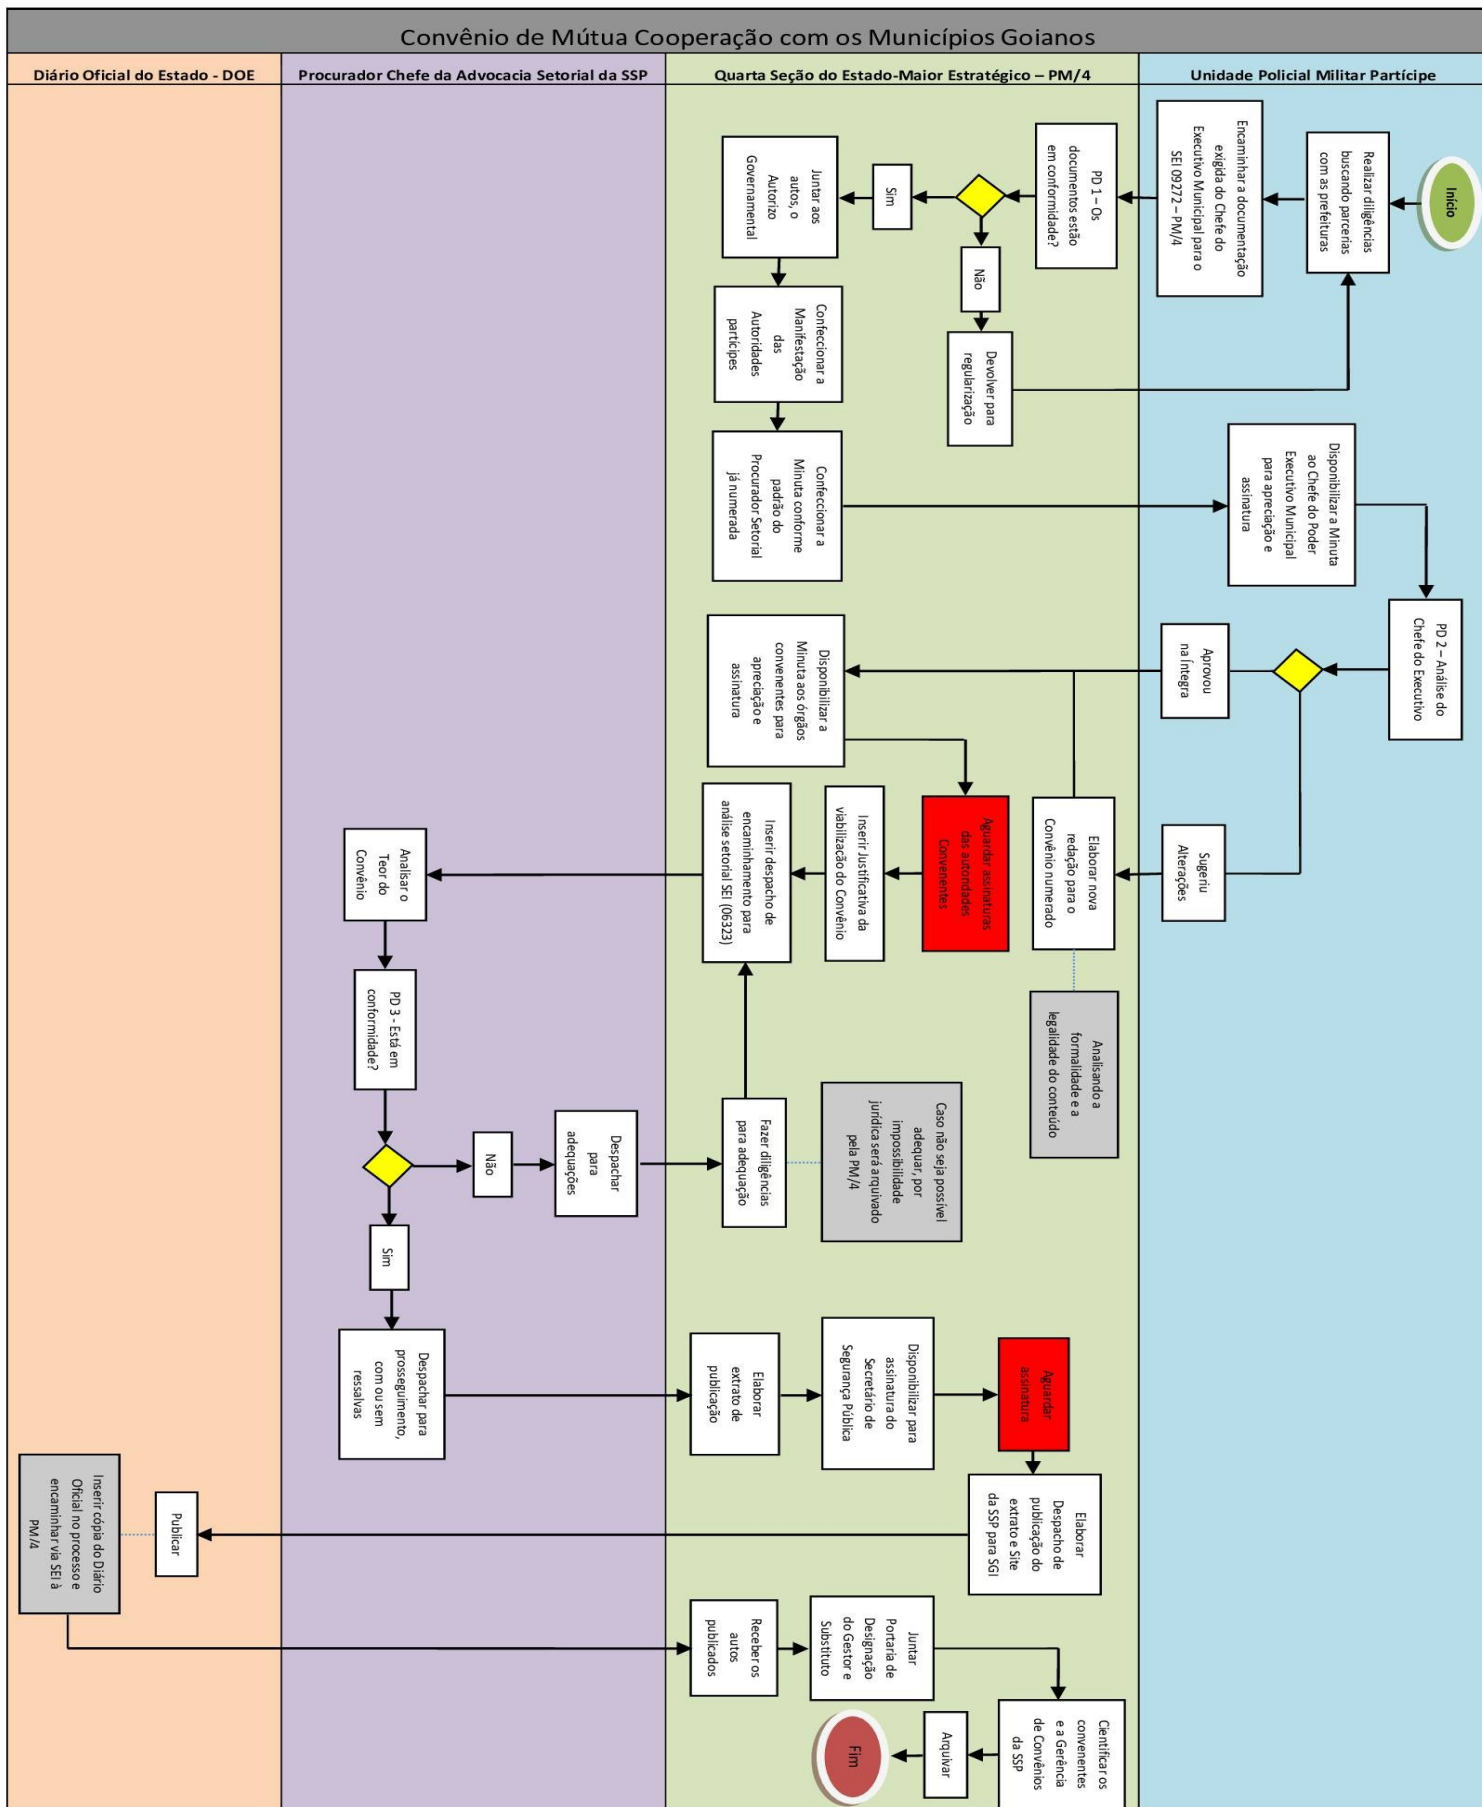 Convênio de Mútua Cooperação com os Municípios Goianos
Diário Oficial do Estado - DOE
Procurador Chefe da Advocacia Setorial da SSP
Quarta Seção do Estado-Maior Estratégico – PM/4
Unidade Policial Militar Partícipe
Início
Realizar diligências
buscando parcerias
com as prefeituras
Encaminhar a documentação
exigida do Chefe do
Executivo Municipal para o
SEI 09272 – PM/4
PD 1 – Os
documentos estão
em conformidade?
Sim
Não
Devolver para
regularização
Juntar aos
autos, o
Autorizo
Governamental
Confeccionar a
Manifestação
das
Autoridades
partícipes
Confeccionar a
Minuta conforme
padrão do
Procurador Setorial
já numerada
Disponibilizar a Minuta
ao Chefe do Poder
Executivo Municipal
para apreciação e
assinatura
PD 2 – Análise do
Chefe do Executivo
Aprovou
na Íntegra
Sugeriu
Alterações
Elaborar nova
redação para o
Convênio numerado
Analisando a
formalidade e a
legalidade do conteúdo
Disponibilizar a
Minuta aos órgãos
convenentes para
apreciação e
assinatura
Aguardar assinaturas
das autoridades
Convenentes
Inserir Justificativa da
viabilização do Convênio
Inserir despacho de
encaminhamento para
análise setorial SEI (06323)
Analisar o
Teor do
Convênio
PD 3 - Está em
conformidade?
Não
Despachar
para
adequações
Fazer diligências
para adequação
Caso não seja possível
adequar, por
impossibilidade
jurídica será arquivado
pela PM/4
Sim
Despachar para
prosseguimento,
com ou sem
ressalvas
Elaborar
extrato de
publicação
Disponibilizar para
assinatura do
Secretário de
Segurança Pública
Aguardar
assinatura
Elaborar
Despacho de
publicação do
extrato e Site
da SSP para SGI
Publicar
Inserir cópia do Diário
Oficial no processo e
encaminhar via SEI à
PM/4
Receber os
autos
publicados
Juntar
Portaria de
Designação
do Gestor e
Substituto
Cientificar os
convenentes
e a Gerência
de Convênios
da SSP
Arquivar
Fim